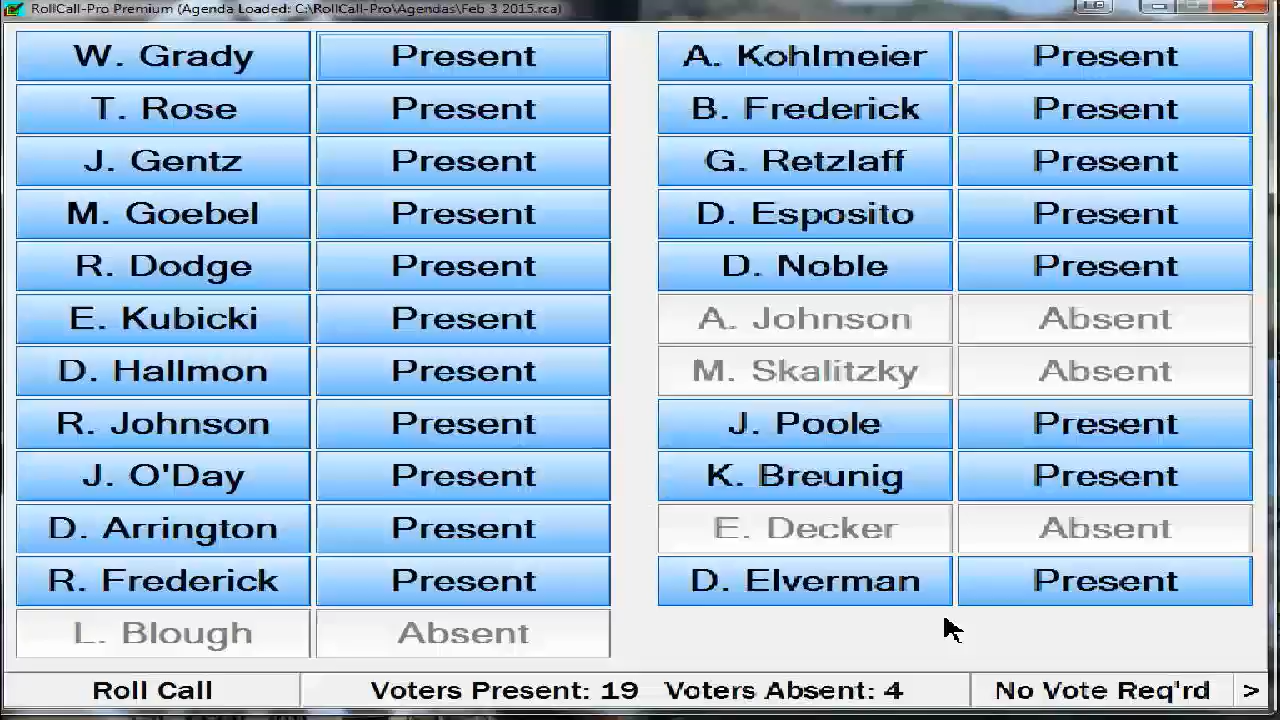 RollCall-Pro Premium (Agenda Loaded: C:\RollCall-Pro\Agendas\Feb 3 2015.rca)
W. Grady Present A. Kohlmeier Present
T. Rose Present B. Frederick Present
J. Gentz Present G. Retzlaff Present
M. Goebel Present D. Esposito Present
R. Dodge Present D. Noble Present
E. Kubicki Present A. Johnson Absent
D. Hallmon Present M. Skalitzky Absent
R. Johnson Present J. Poole Present
J. O'Day Present K. Breunig Present
D. Arrington Present E. Decker Absent
R. Frederick Present D. Elverman Present
L. Blough Absent
Roll Call Voters Present: 19 Voters Absent: 4 No Vote Req'rd >